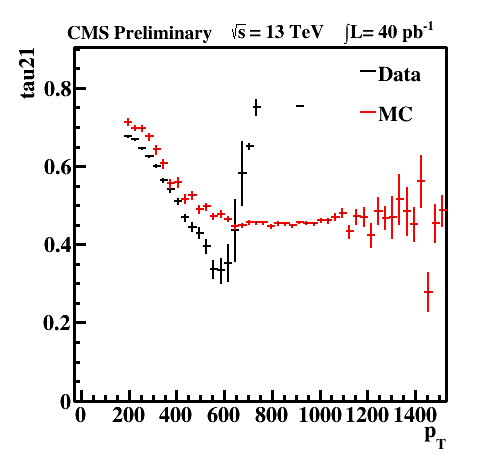 CMS Preliminary √s = 13 TeV ∫L= 40 pb⁻¹
tau21
Data
MC
0.8
0.6
0.4
0.2
0
0 200 400 600 800 1000 1200 1400
p_T